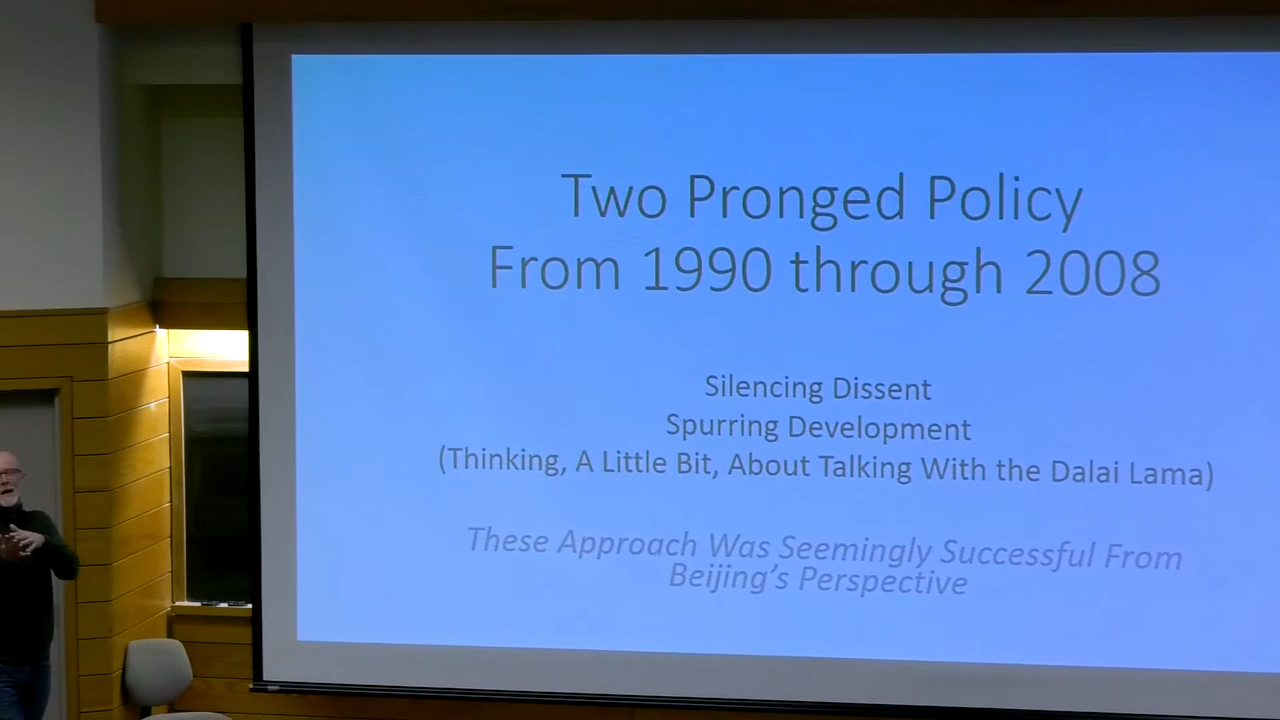 Two Pronged Policy
From 1990 through 2008
Silencing Dissent
Spurring Development
(Thinking, A Little Bit, About Talking With the Dalai Lama)
These Approach Was Seemingly Successful From
Beijing's Perspective